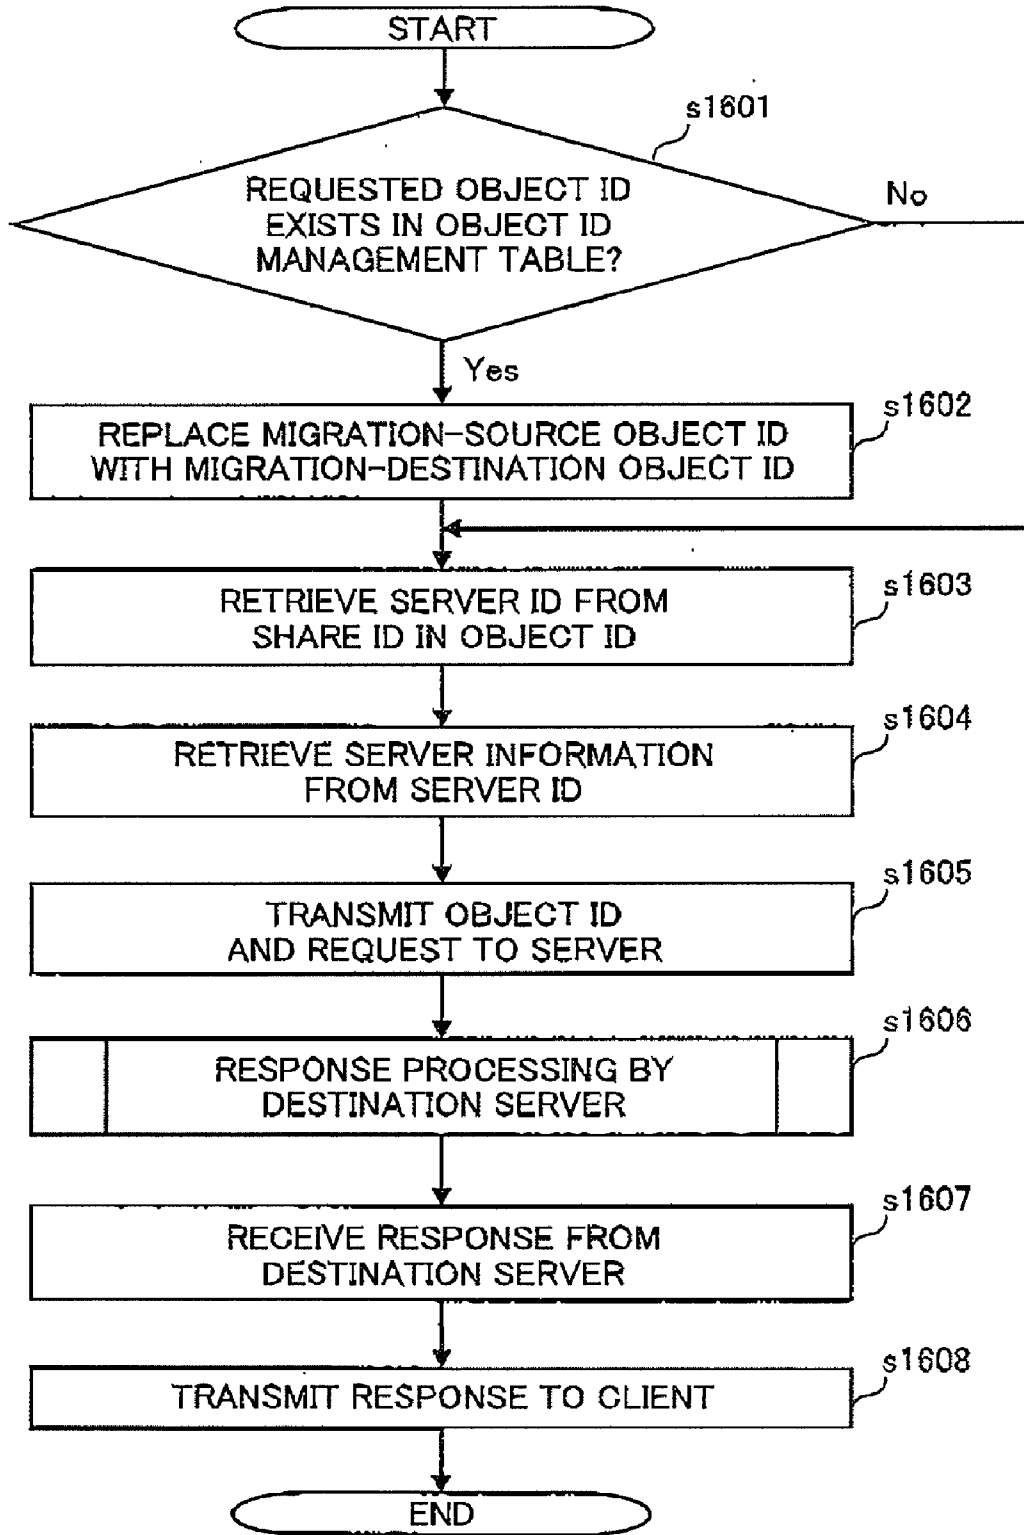 START
s1601
REQUESTED OBJECT ID
EXISTS IN OBJECT ID
MANAGEMENT TABLE?
No
Yes
s1602
REPLACE MIGRATION-SOURCE OBJECT ID
WITH MIGRATION-DESTINATION OBJECT ID
s1603
RETRIEVE SERVER ID FROM
SHARE ID IN OBJECT ID
s1604
RETRIEVE SERVER INFORMATION
FROM SERVER ID
s1605
TRANSMIT OBJECT ID
AND REQUEST TO SERVER
s1606
RESPONSE PROCESSING BY
DESTINATION SERVER
s1607
RECEIVE RESPONSE FROM
DESTINATION SERVER
s1608
TRANSMIT RESPONSE TO CLIENT
END